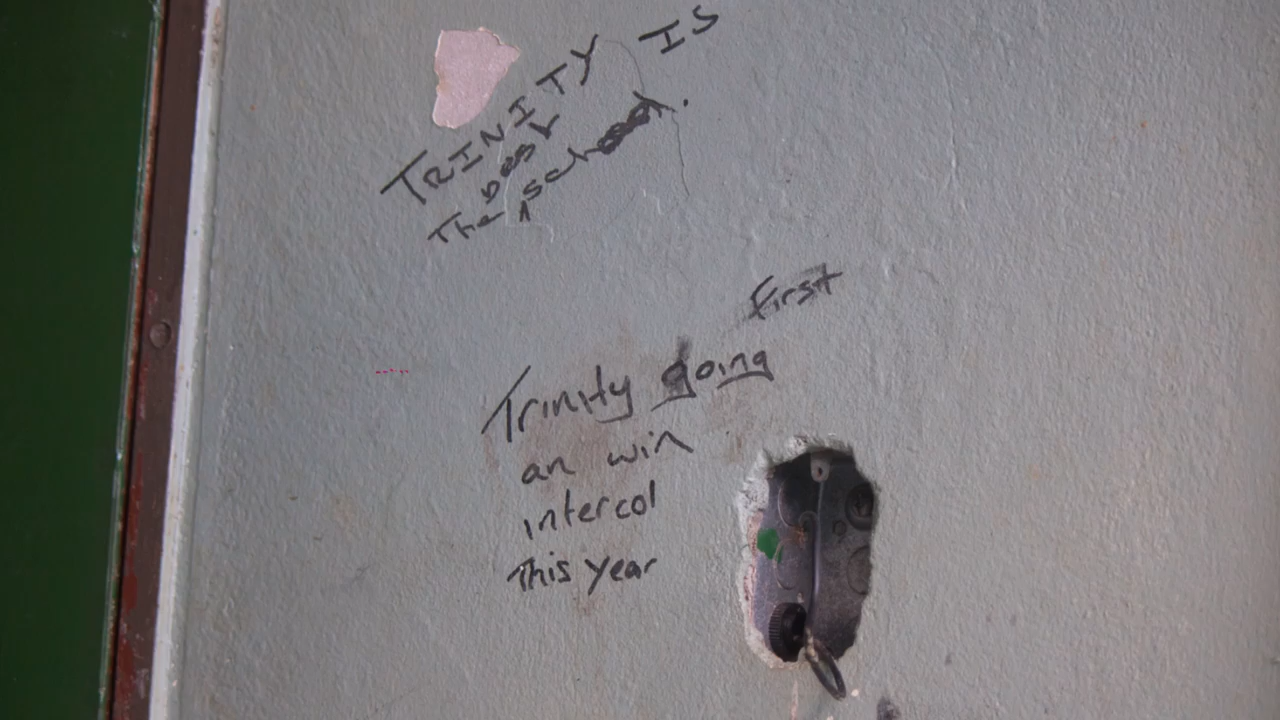 TRINITY IS
The best school.
First
Trinity going
an win
intercol
This year